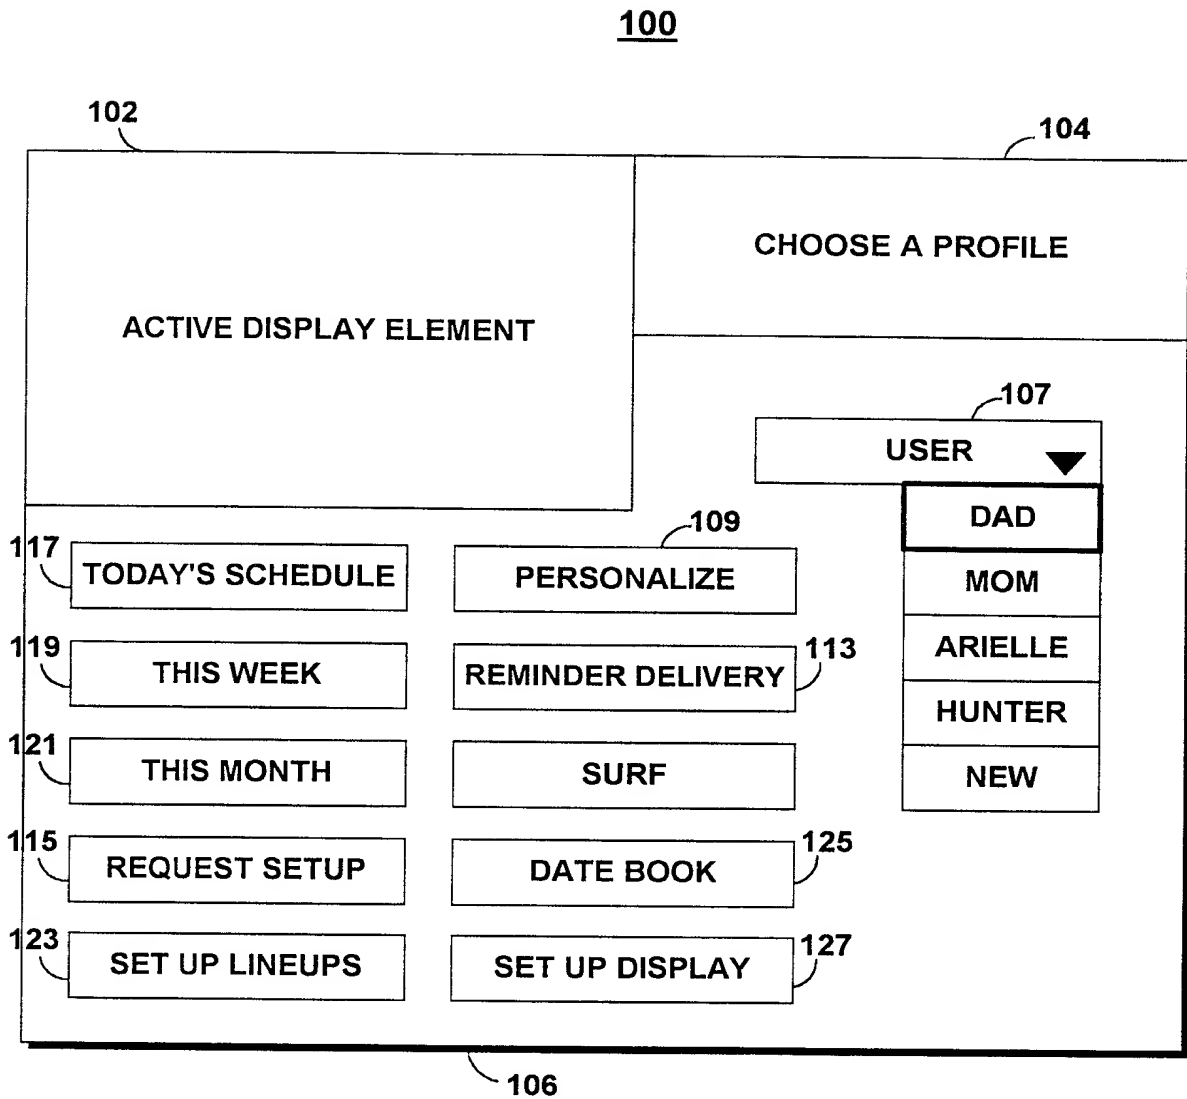 100
102
104
CHOOSE A PROFILE
ACTIVE DISPLAY ELEMENT
107
USER
DAD
MOM
ARIELLE
HUNTER
NEW
117
TODAY'S SCHEDULE
109
PERSONALIZE
119
THIS WEEK
REMINDER DELIVERY
113
121
THIS MONTH
SURF
115
REQUEST SETUP
DATE BOOK
125
123
SET UP LINEUPS
SET UP DISPLAY
127
106